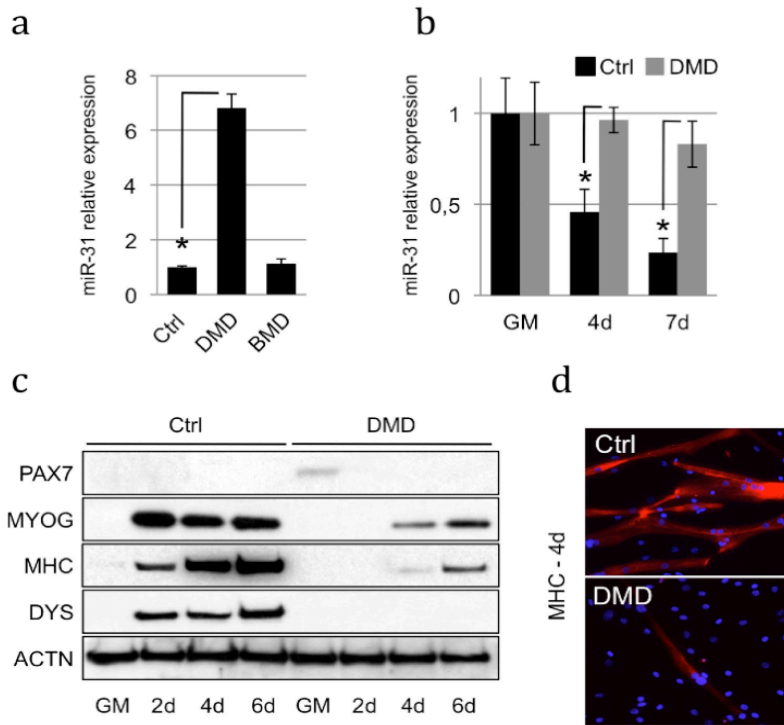 a
miR-31 relative expression
8
6
4
2
0
*
Ctrl
DMD
BMD
b
Ctrl DMD
miR-31 relative expression
1
0,5
0
*
*
GM 4d 7d
c
Ctrl DMD
PAX7
MYOG
MHC
DYS
ACTN
GM 2d 4d 6d GM 2d 4d 6d
d
MHC - 4d
Ctrl
DMD